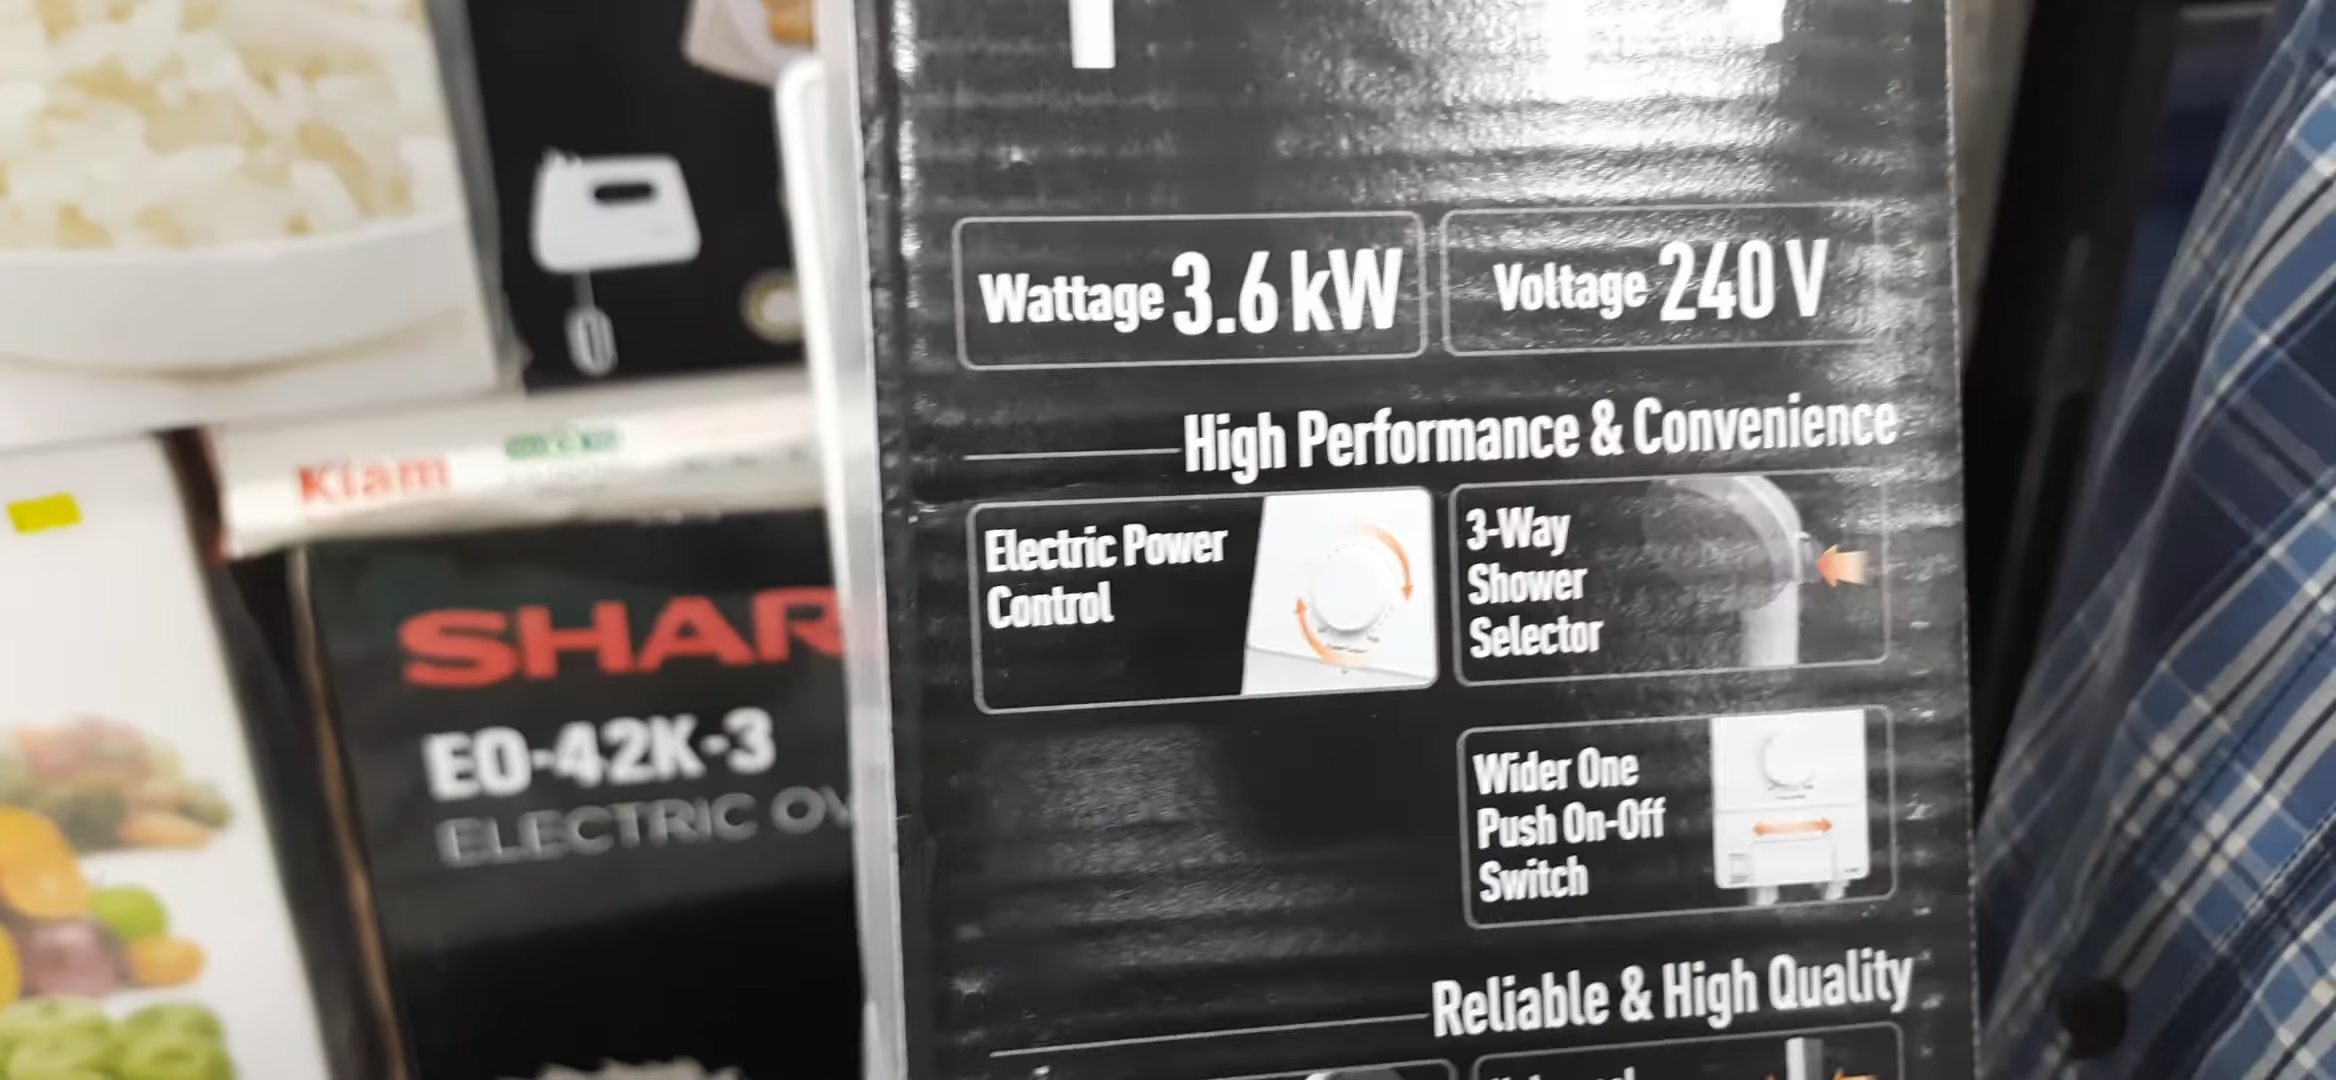 Wattage 3.6 kW
Voltage 240 V
High Performance & Convenience
Electric Power
Control
3-Way
Shower
Selector
Wider One
Push On-Off
Switch
Reliable & High Quality
Kiam
SHAR
EO-42K-3
ELECTRIC OV